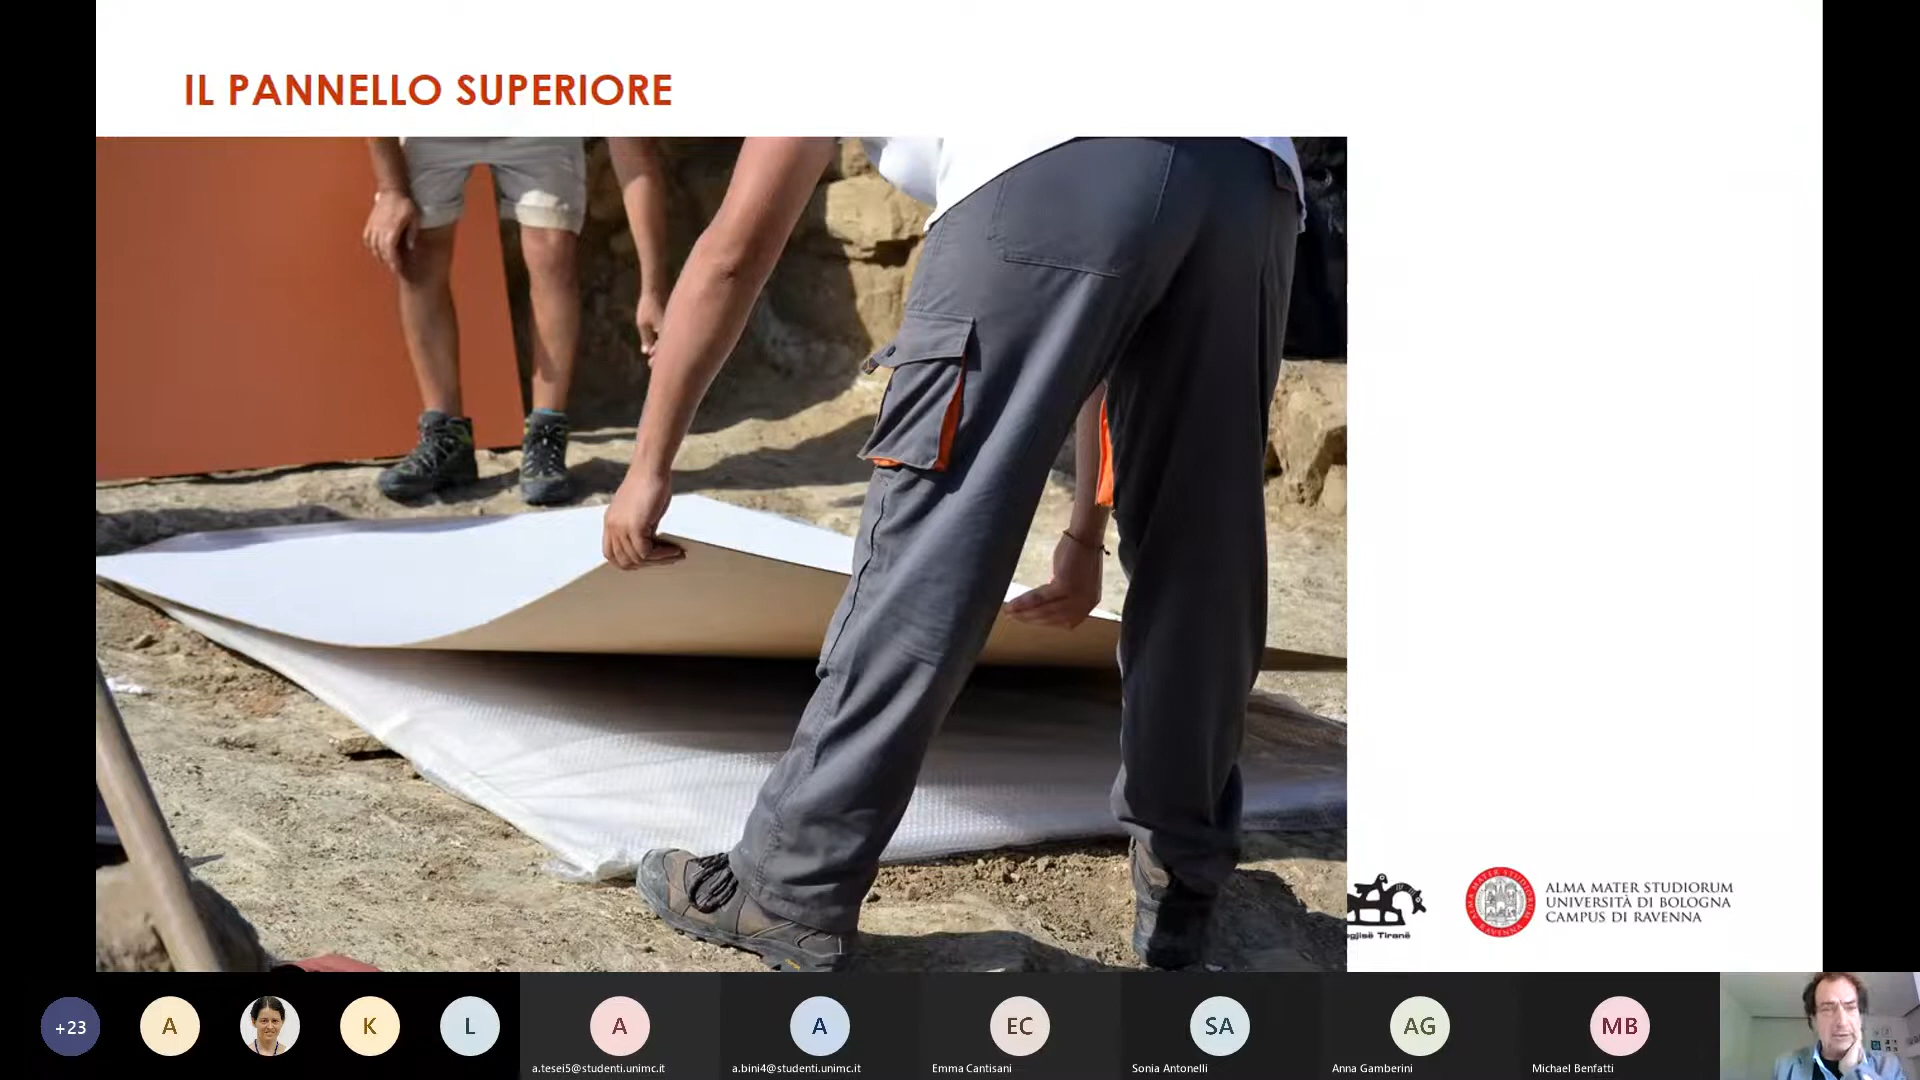 IL PANNELLO SUPERIORE
ALMA MATER STUDIORUM
UNIVERSITÀ DI BOLOGNA
CAMPUS DI RAVENNA
Tiranë
+23
A
K
L
A
A
EC
SA
AG
MB
a.tesei5@studenti.unimc.it
a.bini4@studenti.unimc.it
Emma Cantisani
Sonia Antonelli
Anna Gamberini
Michael Benfatti